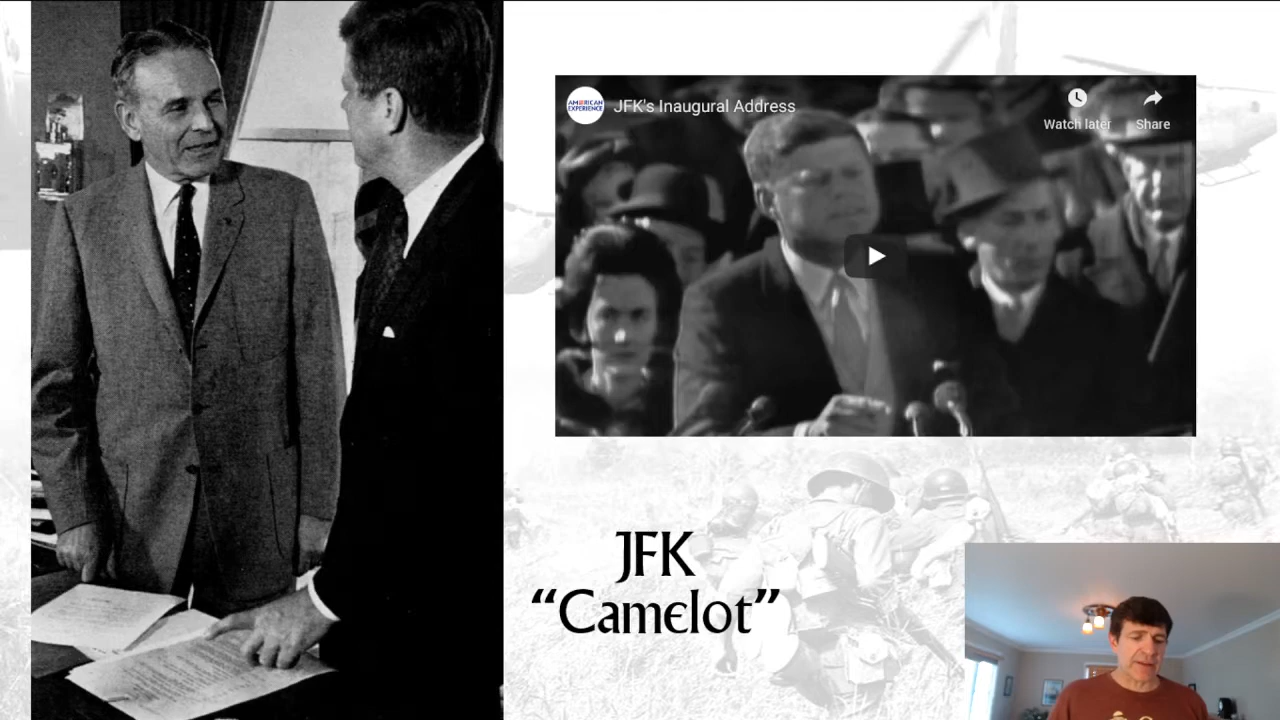 AMERICAN
EXPERIENCE
JFK's Inaugural Address
Watch later
Share
JFK
“Camelot”